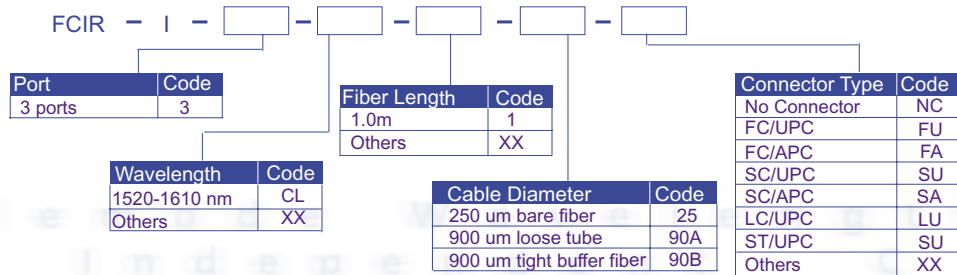 FCIR - I - - - - -
Port Code
3 ports 3
Wavelength Code
1520-1610 nm CL
Others XX
Fiber Length Code
1.0m 1
Others XX
Cable Diameter Code
250 um bare fiber 25
900 um loose tube 90A
900 um tight buffer fiber 90B
Connector Type Code
No Connector NC
FC/UPC FU
FC/APC FA
SC/UPC SU
SC/APC SA
LC/UPC LU
ST/UPC SU
Others XX